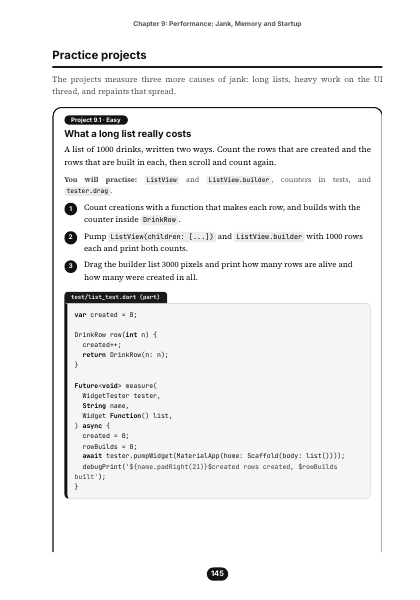 Chapter 9: Performance: Jank, Memory and Startup
Practice projects
The projects measure three more causes of jank: long lists, heavy work on the UI
thread, and repaints that spread.
Project 9.1 · Easy
What a long list really costs
A list of 1000 drinks, written two ways. Count the rows that are created and the
rows that are built in each, then scroll and count again.
You will practise: ListView and ListView.builder, counters in tests, and
tester.drag.
1 Count creations with a function that makes each row, and builds with the
counter inside DrinkRow.
2 Pump ListView(children: [...]) and ListView.builder with 1000 rows
each and print both counts.
3 Drag the builder list 3000 pixels and print how many rows are alive and
how many were created in all.
test/list_test.dart (part)
var created = 0;
DrinkRow row(int n) {
  created++;
  return DrinkRow(n: n);
}
Future<void> measure(
  WidgetTester tester,
  String name,
  Widget Function() list,
) async {
  created = 0;
  rowBuilds = 0;
  await tester.pumpWidget(MaterialApp(home: Scaffold(body: list())));
  debugPrint('${name.padRight(21)}$created rows created, $rowBuilds
built');
}
145